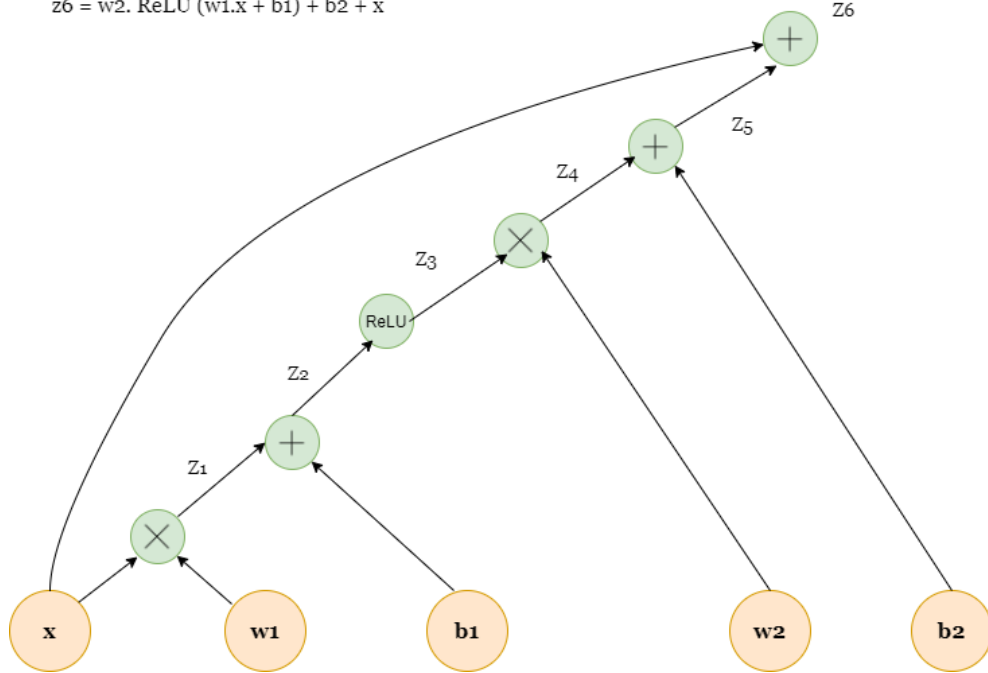 z6 = w2. ReLU (w1.x + b1) + b2 + x
Z6
+
Z5
+
Z4
×
Z3
ReLU
Z2
+
Z1
×
x
w1
b1
w2
b2